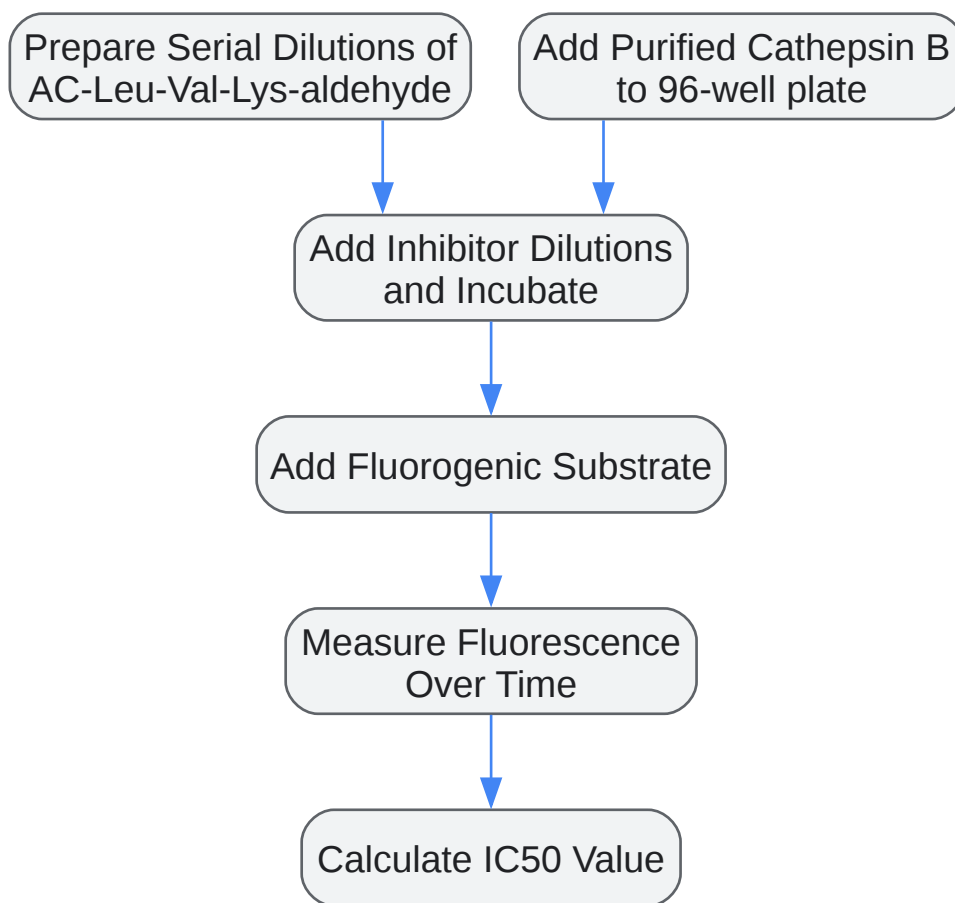 Prepare Serial Dilutions of
AC-Leu-Val-Lys-aldehyde
Add Purified Cathepsin B
to 96-well plate
Add Inhibitor Dilutions
and Incubate
Add Fluorogenic Substrate
Measure Fluorescence
Over Time
Calculate IC50 Value